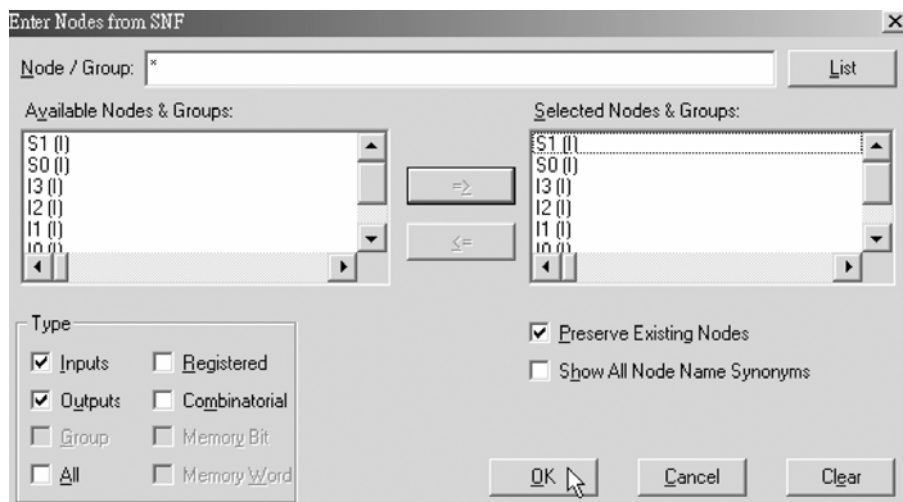 Enter Nodes from SNF
Node / Group: *
List
Available Nodes & Groups:
S1 (I)
S0 (I)
I3 (I)
I2 (I)
I1 (I)
I0 (I)
=>
<=
Selected Nodes & Groups:
S1 (I)
S0 (I)
I3 (I)
I2 (I)
I1 (I)
I0 (I)
Type
Inputs
Registered
Outputs
Combinatorial
Group
Memory Bit
All
Memory Word
Preserve Existing Nodes
Show All Node Name Synonyms
OK
Cancel
Clear